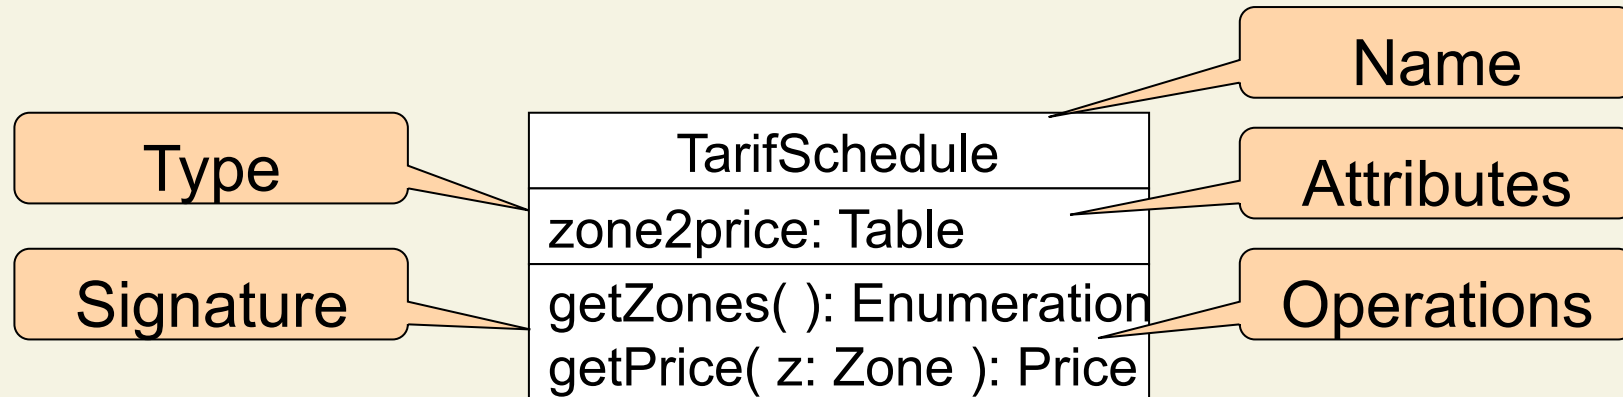 Name
TarifSchedule
Type
Attributes
zone2price: Table
Signature
getZones( ): Enumeration
Operations
getPrice( z: Zone ): Price